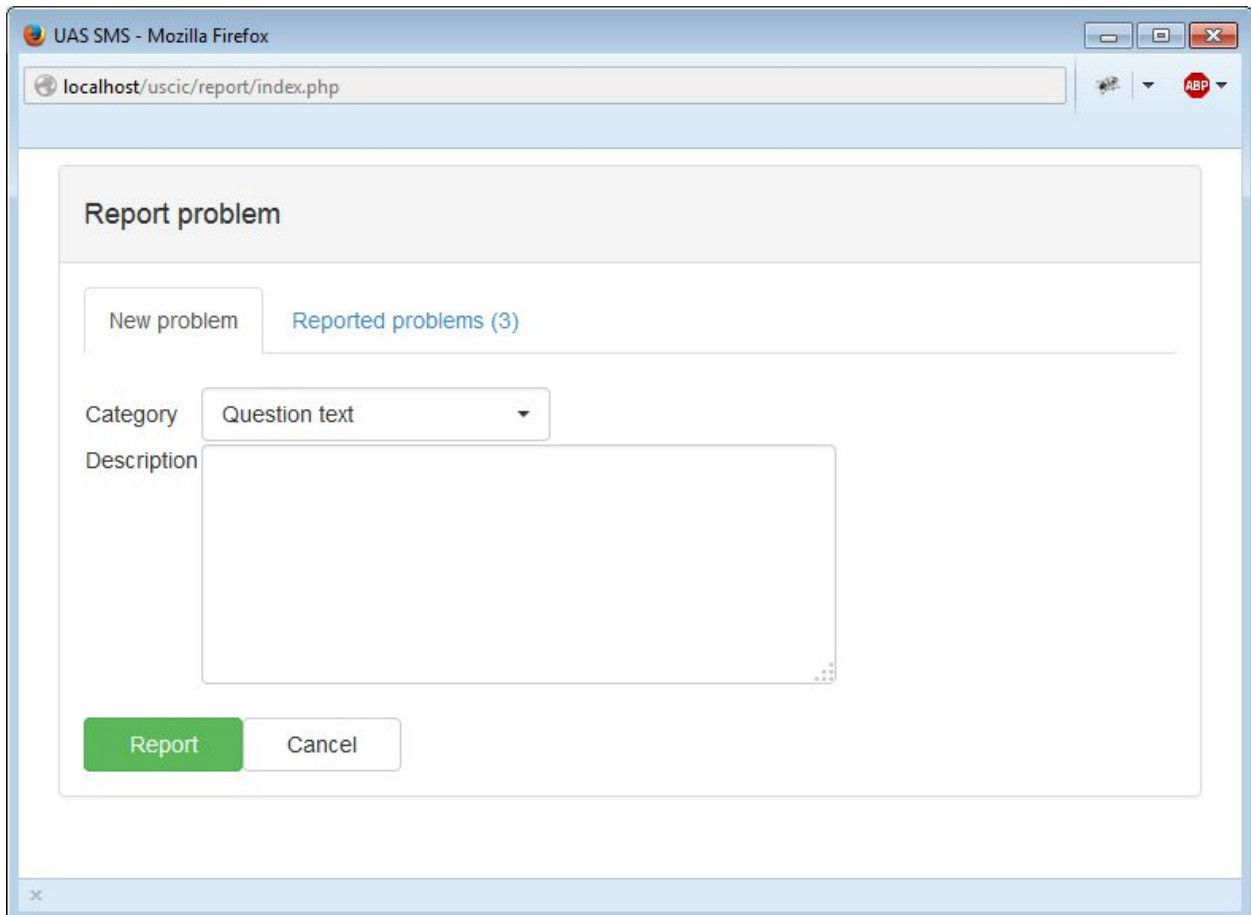 UAS SMS - Mozilla Firefox
localhost/uscic/report/index.php
ABP
Report problem
New problem
Reported problems (3)
Category
Question text
Description
Report
Cancel